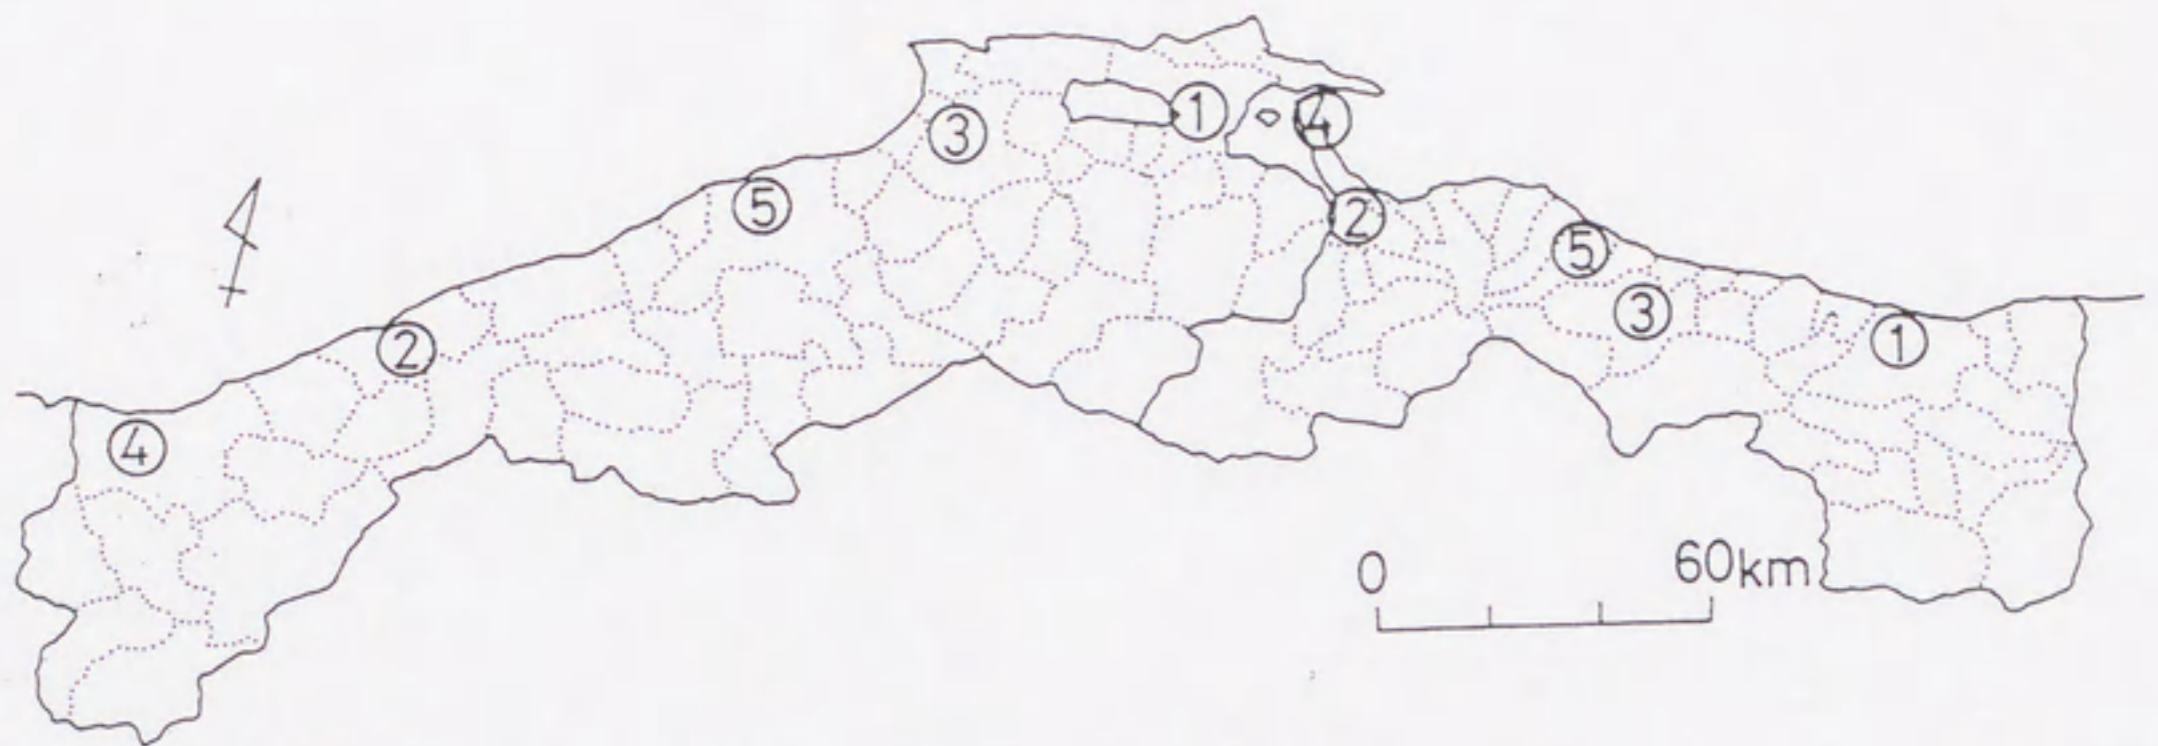 ③ ① ④
⑤ ② ⑤
② ③ ①
④
0 60km